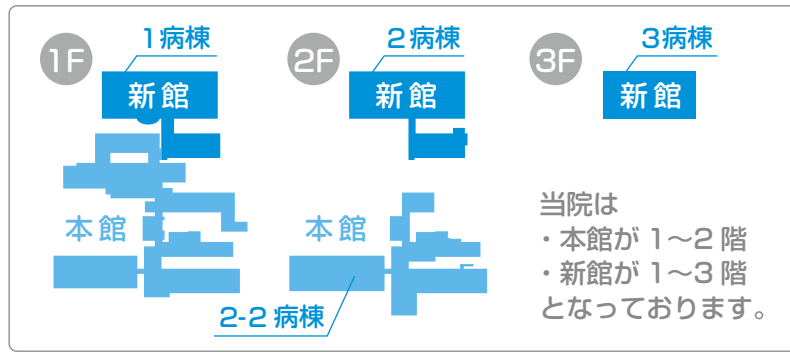 1F
1病棟
新館
本館
2F
2病棟
新館
本館
2-2 病棟
3F
3病棟
新館
当院は
・本館が 1〜2 階
・新館が 1〜3 階
となっております。